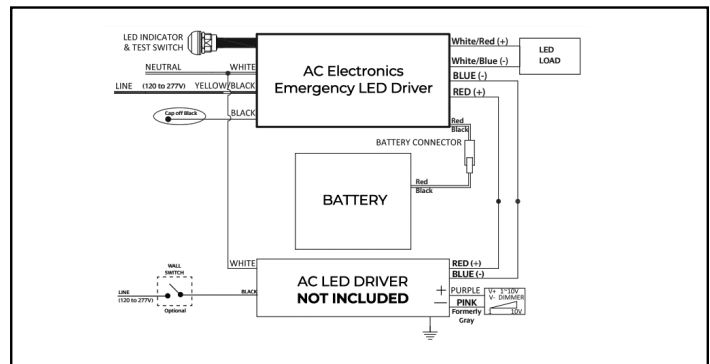 LED INDICATOR
& TEST SWITCH
NEUTRAL
WHITE
LINE (120 to 277V) YELLOW/BLACK
Cap off Black
BLACK
AC Electronics
Emergency LED Driver
White/Red (+)
White/Blue (-)
BLUE (-)
RED (+)
LED
LOAD
Red
Black
BATTERY CONNECTOR
BATTERY
Red
Black
WHITE
WALL
SWITCH
LINE
(120 to 277V)
Optional
BLACK
AC LED DRIVER
NOT INCLUDED
RED (+)
BLUE (-)
+
—
PURPLE
PINK
Formerly
Gray
V+ 1~10V
V- DIMMER
1 10V